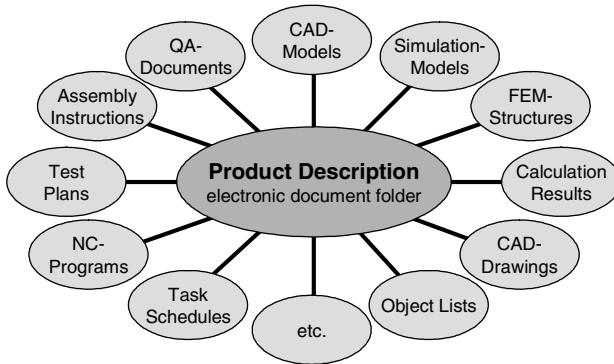 CAD-
Models
Simulation-
Models
FEM-
Structures
Calculation
Results
CAD-
Drawings
Object Lists
etc.
Task
Schedules
NC-
Programs
Test
Plans
Assembly
Instructions
QA-
Documents
Product Description
electronic document folder